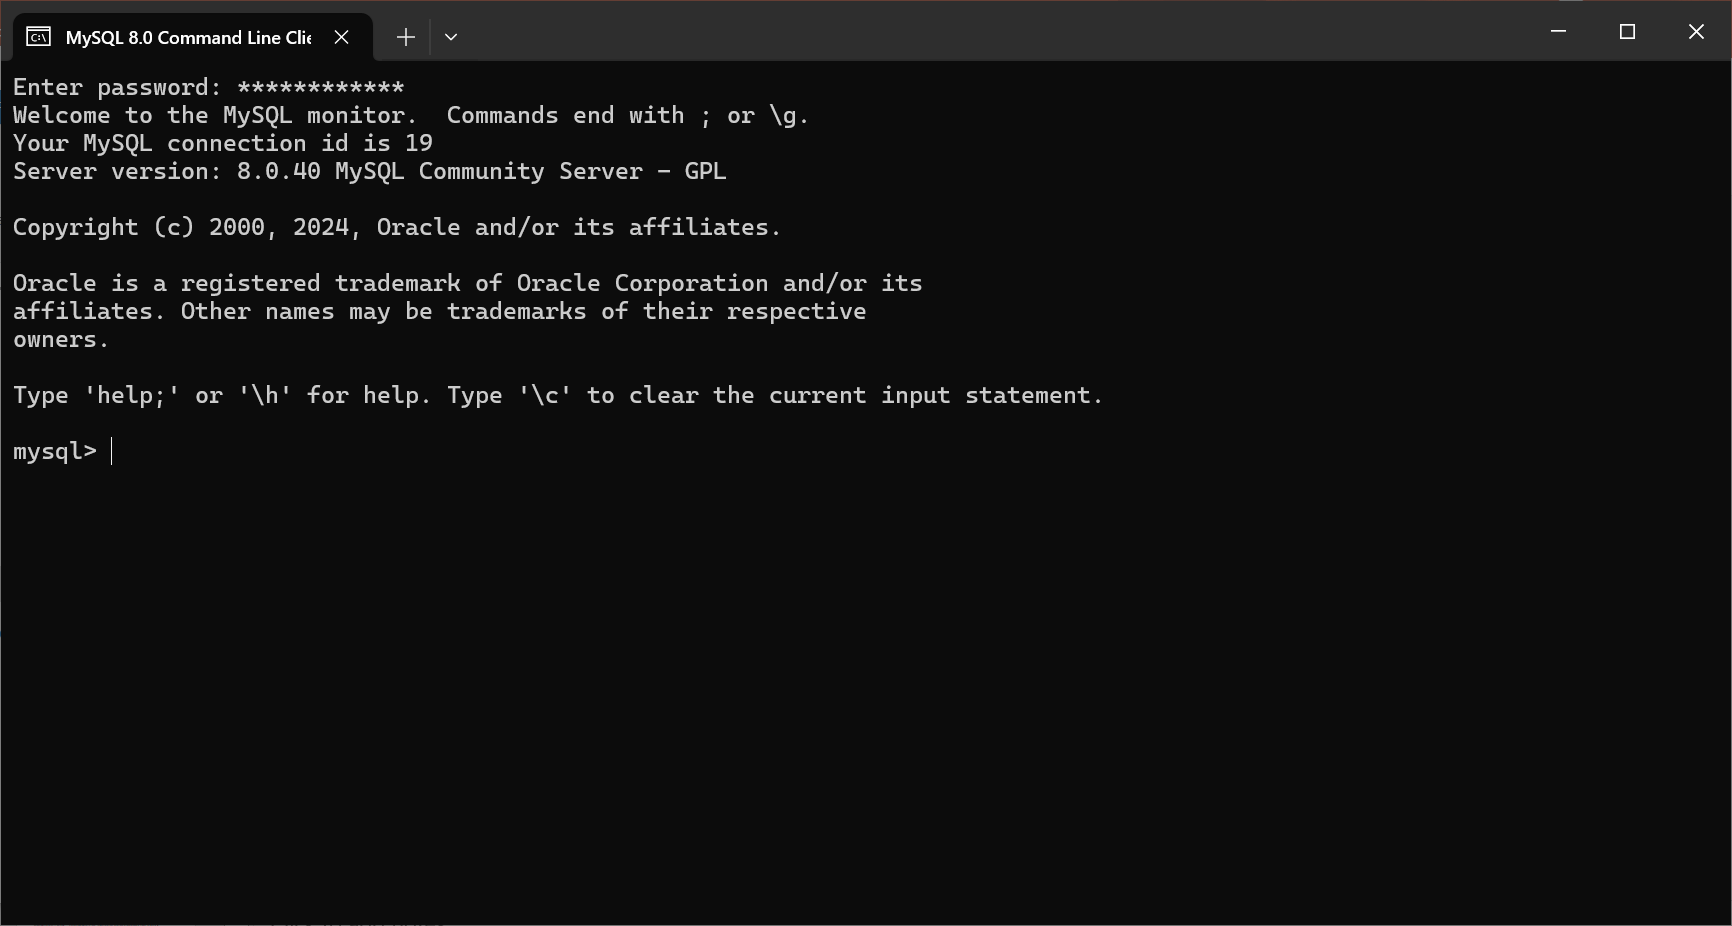 MySQL 8.0 Command Line Clie
Enter password: ************
Welcome to the MySQL monitor.  Commands end with ; or \g.
Your MySQL connection id is 19
Server version: 8.0.40 MySQL Community Server - GPL
Copyright (c) 2000, 2024, Oracle and/or its affiliates.
Oracle is a registered trademark of Oracle Corporation and/or its
affiliates. Other names may be trademarks of their respective
owners.
Type 'help;' or '\h' for help. Type '\c' to clear the current input statement.
mysql>